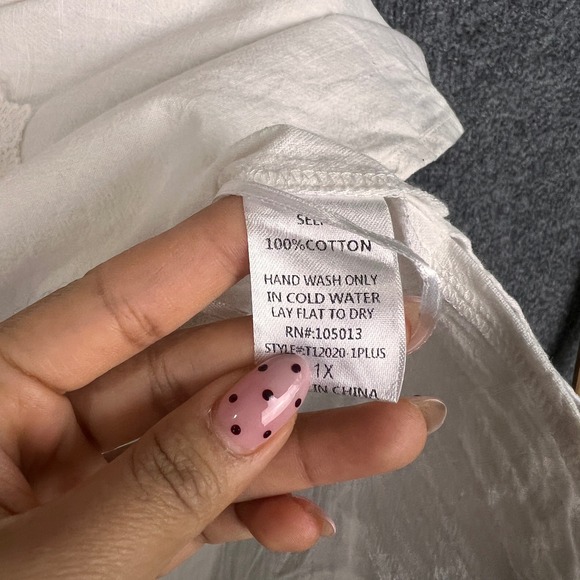 100%COTTON
HAND WASH ONLY
IN COLD WATER
LAY FLAT TO DRY
RN#:105013
STYLE#:T12020-1PLUS
1X
IN CHINA